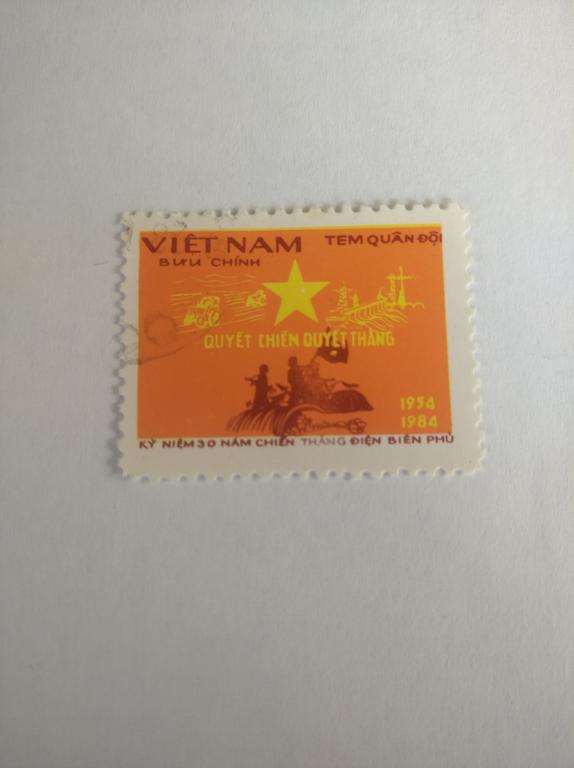 VIỆT NAM TEM QUÂN ĐỘI
BƯU CHÍNH
QUYẾT CHIẾN QUYẾT THẮNG
1954
1984
KỶ NIỆM 30 NĂM CHIẾN THẮNG ĐIỆN BIÊN PHỦ